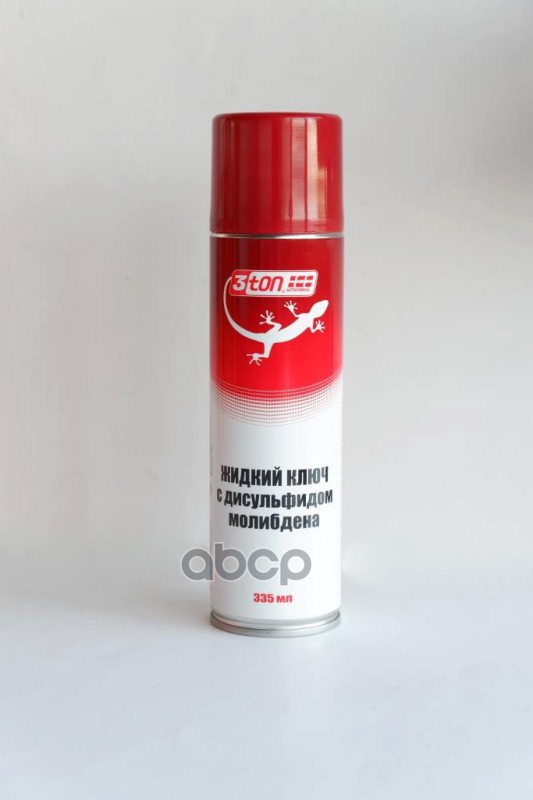 3ton
ЖИДКИЙ КЛЮЧ
С ДИСУЛЬФИДОМ
МОЛИБДЕНА
abcp
335 мл